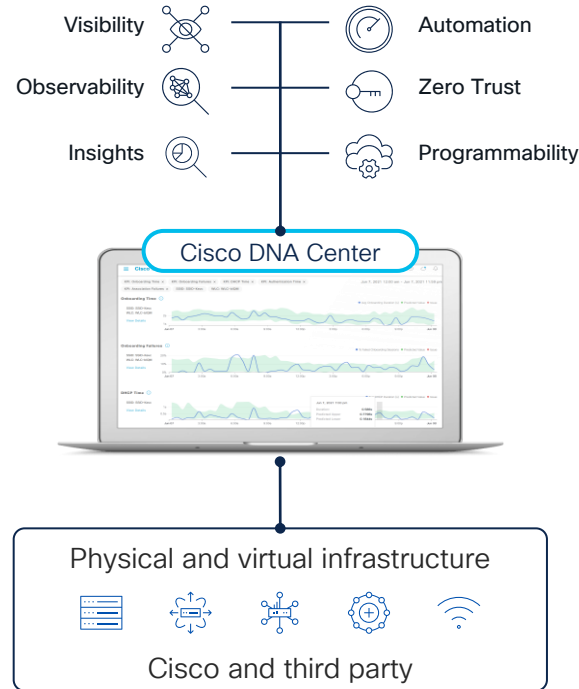 Visibility
Automation
Observability
Zero Trust
Insights
Programmability
Cisco DNA Center
Onboarding Time
View Details
Onboarding Volume
View Details
DHCP Time
View Details
Physical and virtual infrastructure
Cisco and third party